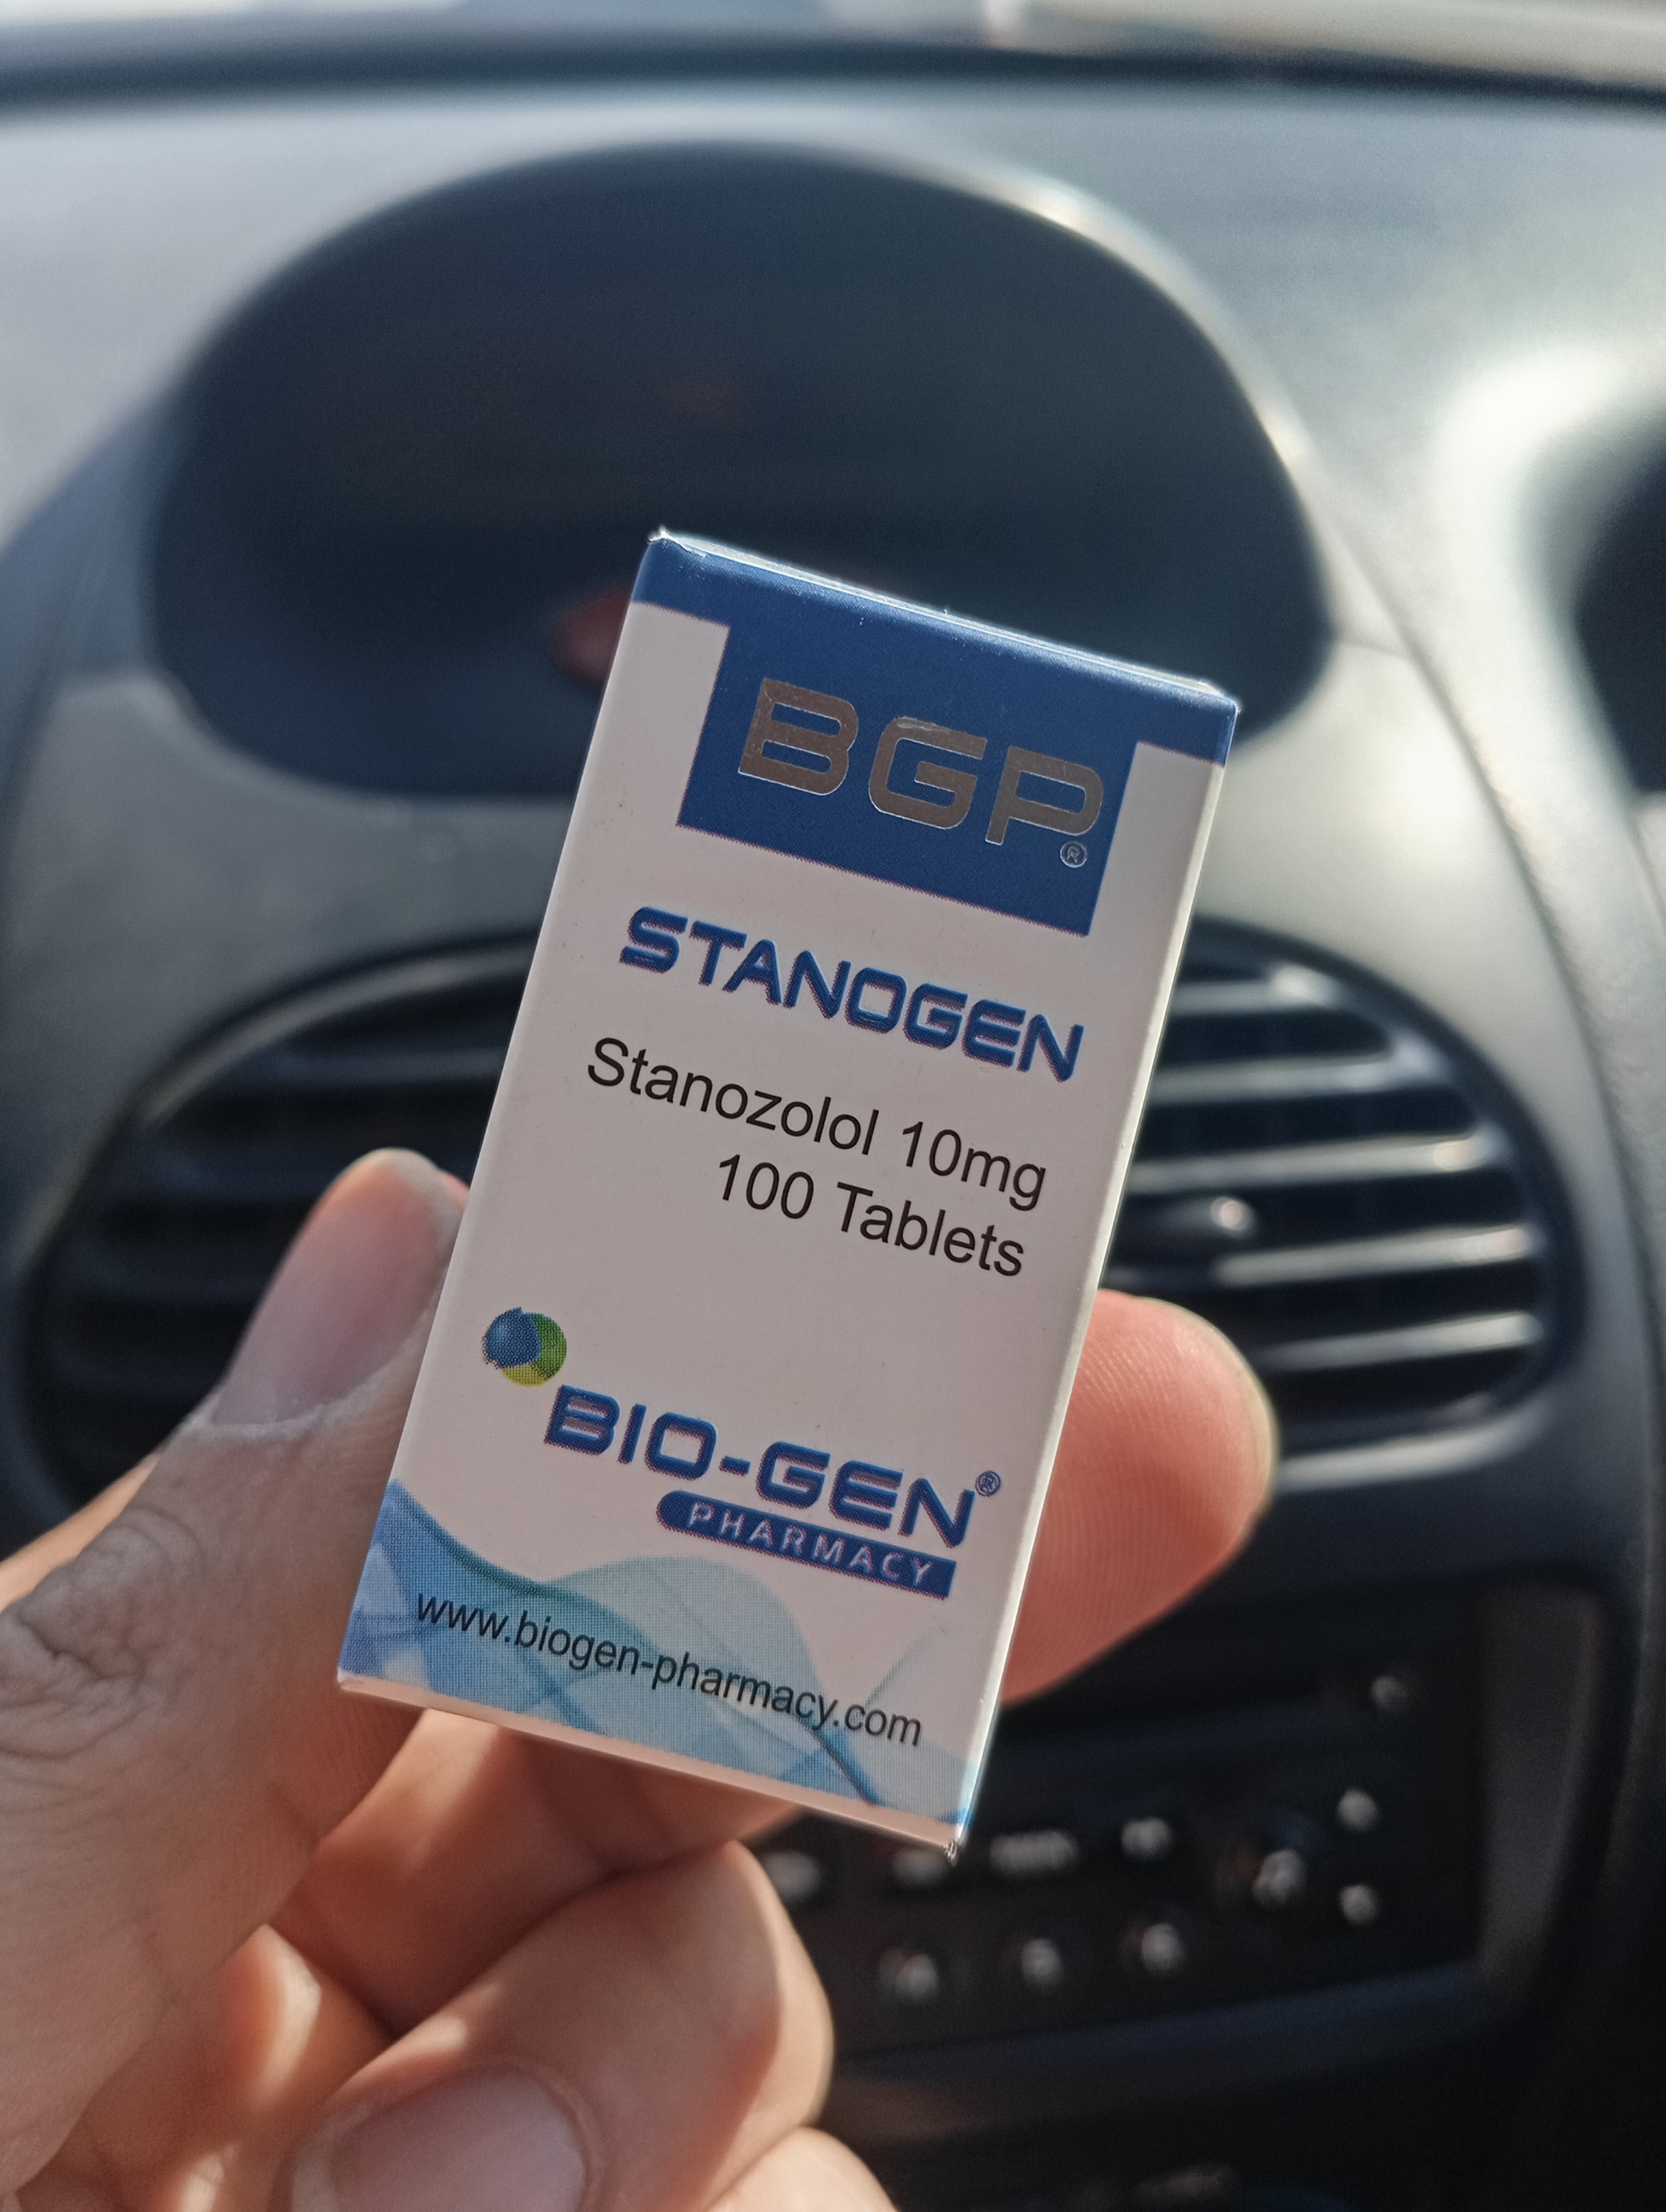 BGP®
STANOGEN
Stanozolol 10mg
100 Tablets
BIO-GEN®
PHARMACY
www.biogen-pharmacy.com